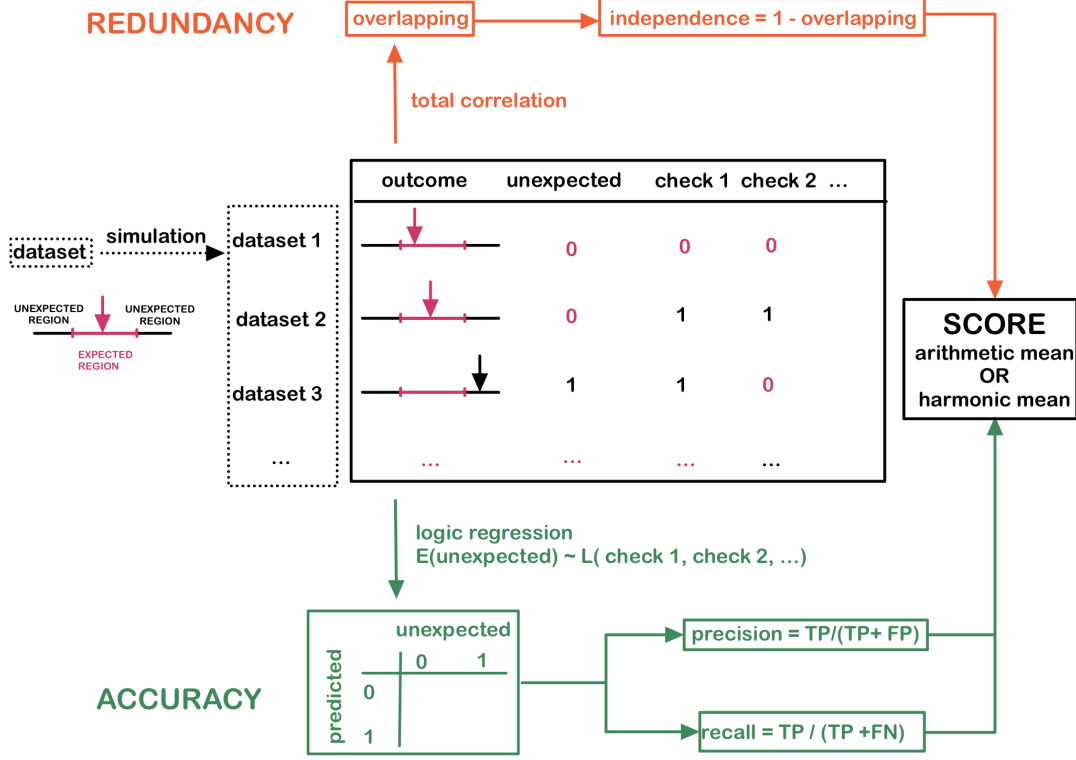 REDUNDANCY
overlapping
independence = 1 - overlapping
total correlation
outcome unexpected check 1 check 2 ...
dataset
simulation
dataset 1
0 0 0
UNEXPECTED REGION
UNEXPECTED REGION
EXPECTED REGION
dataset 2
0 1 1
dataset 3
1 1 0
...
... ... ... ...
SCORE
arithmetic mean
OR
harmonic mean
logic regression
E(unexpected) ~ L( check 1, check 2, ...)
ACCURACY
unexpected
0 1
predicted
0
1
precision = TP/(TP+ FP)
recall = TP / (TP +FN)